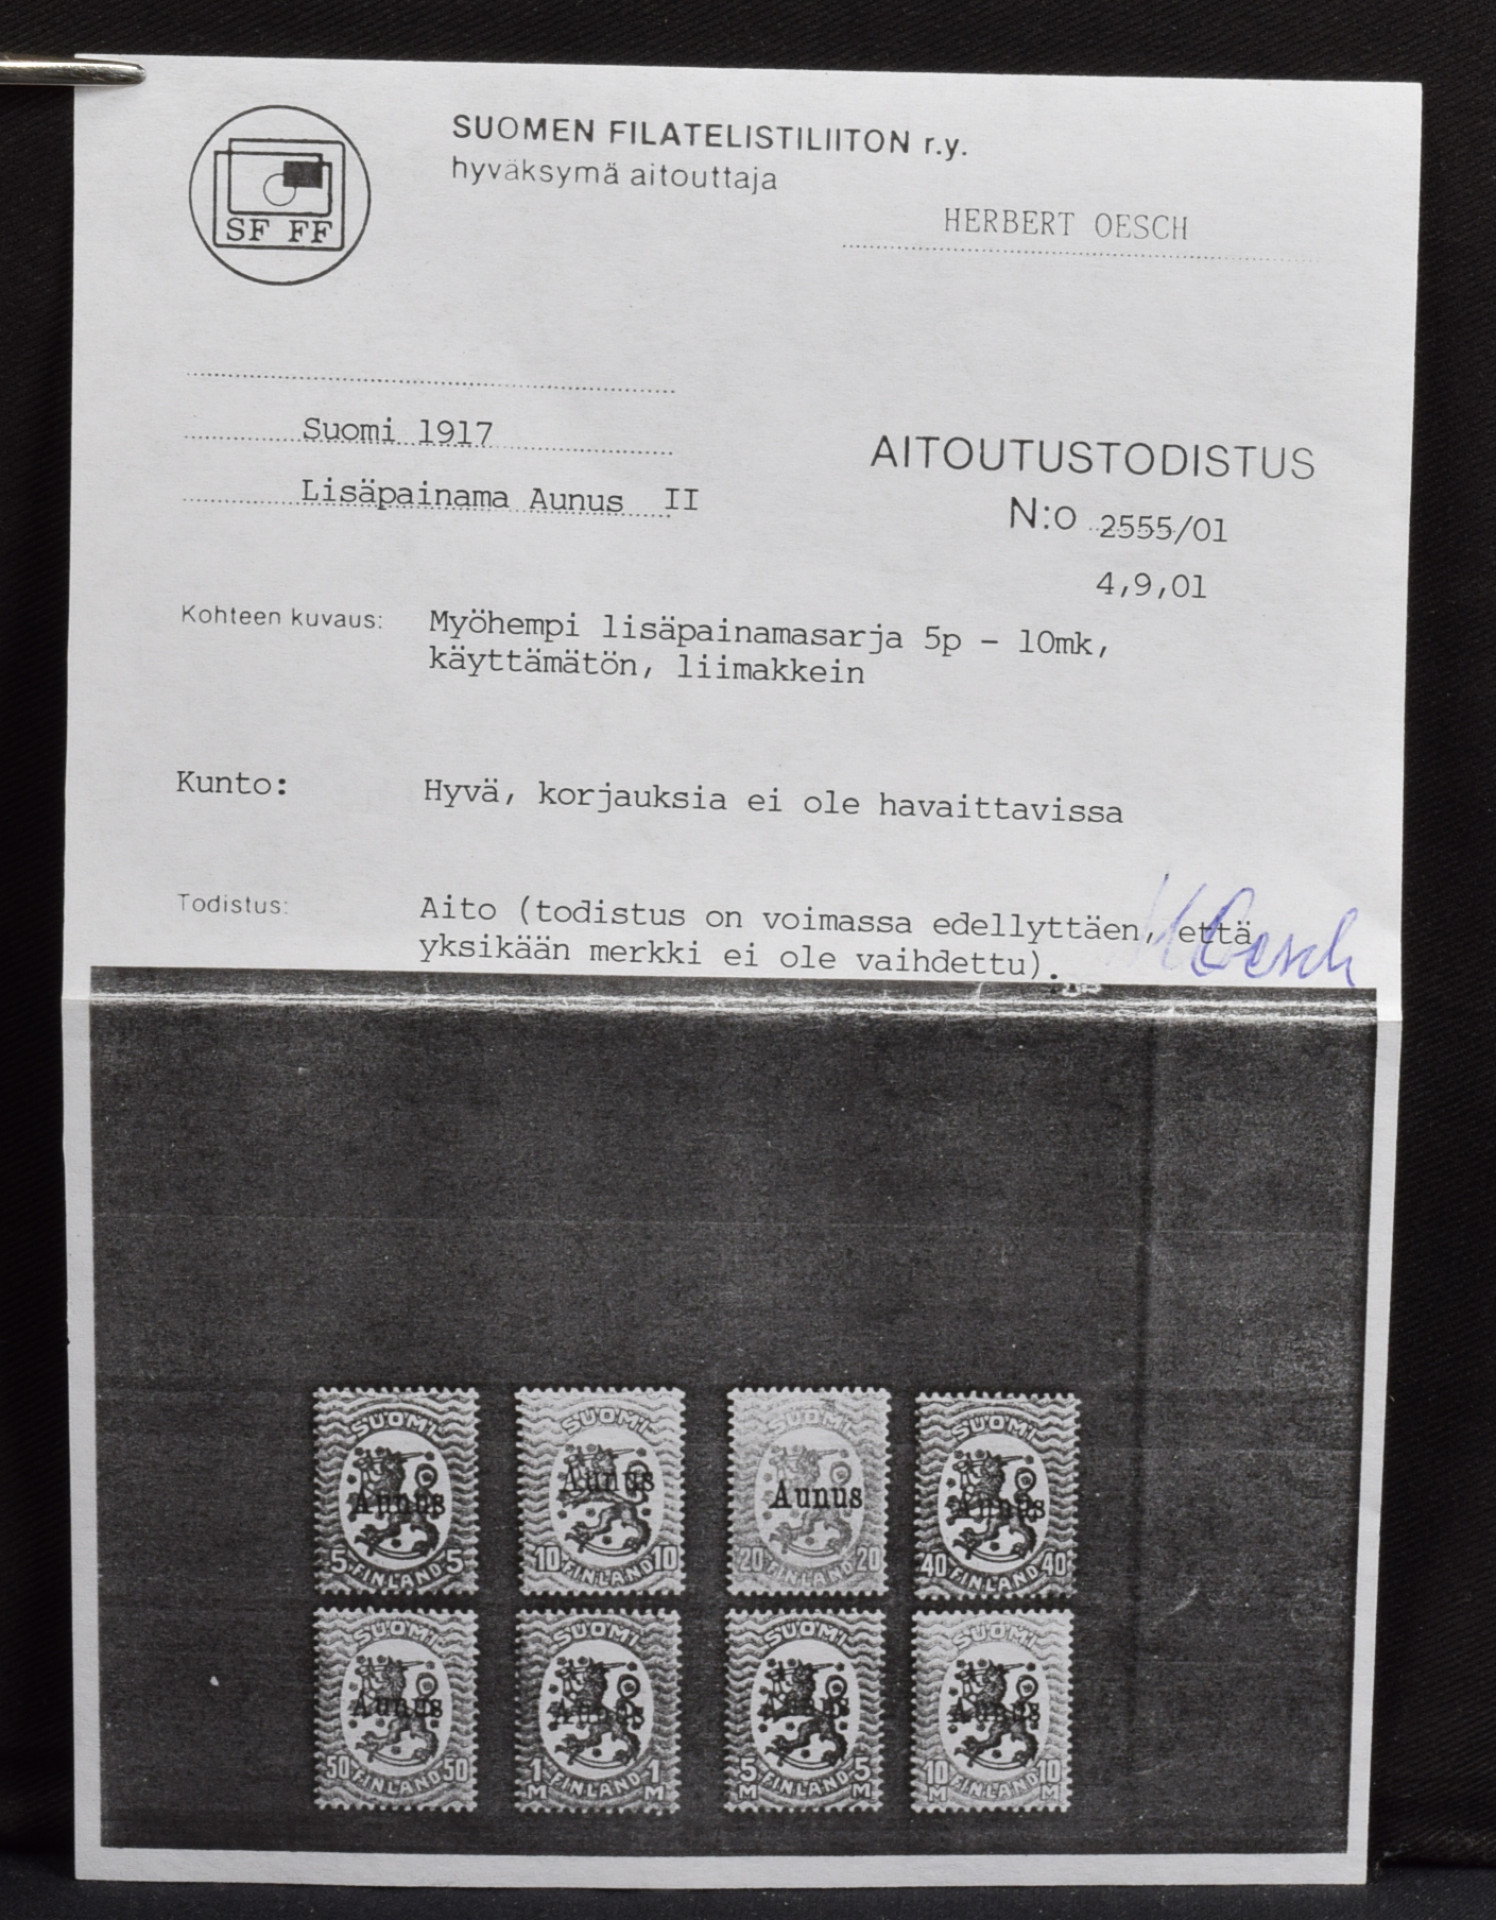 SF FF
SUOMEN FILATELISTILIITON r.y.
hyväksymä aitouttaja
HERBERT OESCH
Suomi 1917
Lisäpainama Aunus II
AITOUTUSTODISTUS
N:o 2555/01
4,9,01
Kohteen kuvaus: Myöhempi lisäpainamasarja 5p - 10mk,
käyttämätön, liimakkein
Kunto: Hyvä, korjauksia ei ole havaittavissa
Todistus: Aito (todistus on voimassa edellyttäen, että
yksikään merkki ei ole vaihdettu).
HOesch
SUOMI
Aunus
5 5
FINLAND
SUOMI
Aunus
10 10
FINLAND
SUOMI
Aunus
20 20
FINLAND
SUOMI
Aunus
40 40
FINLAND
SUOMI
Aunus
50 50
FINLAND
SUOMI
Aunus
1 1
M FINLAND M
SUOMI
Aunus
5 5
M FINLAND M
SUOMI
Aunus
10 10
M FINLAND M